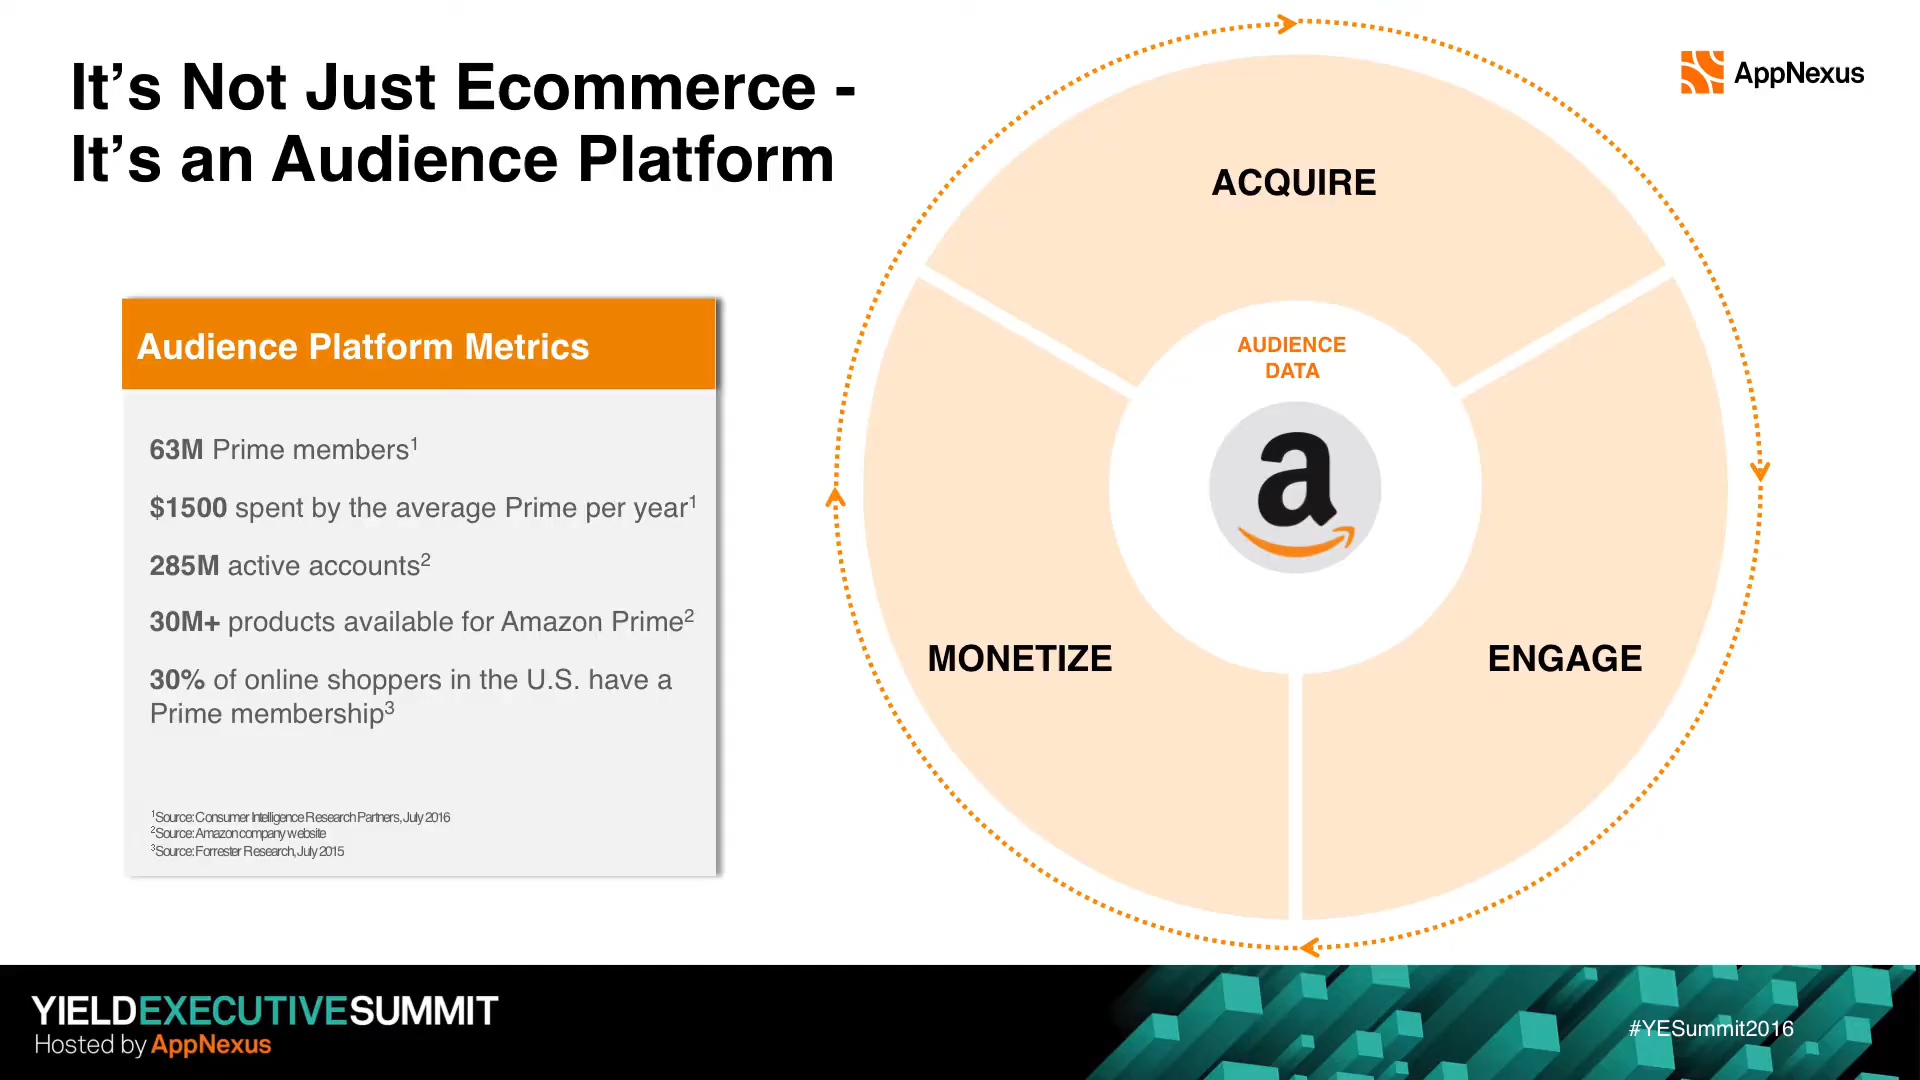 It’s Not Just Ecommerce -
It’s an Audience Platform
AppNexus
Audience Platform Metrics
63M Prime members¹
$1500 spent by the average Prime per year¹
285M active accounts²
30M+ products available for Amazon Prime²
30% of online shoppers in the U.S. have a
Prime membership³
¹Source: Consumer Intelligence Research Partners, July 2016
²Source: Amazon company website
³Source: Forrester Research, July 2015
ACQUIRE
AUDIENCE
DATA
a
MONETIZE
ENGAGE
YIELDEXECUTIVESUMMIT
Hosted by AppNexus
#YESummit2016